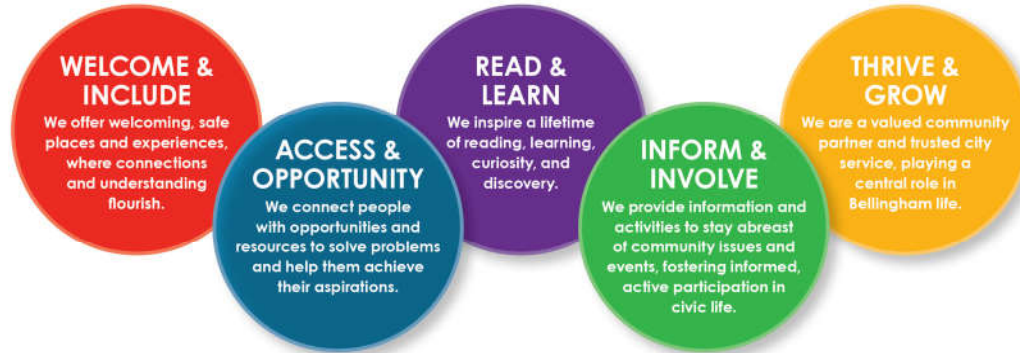 WELCOME &
INCLUDE
We offer welcoming, safe
places and experiences,
where connections
and understanding
flourish.
ACCESS &
OPPORTUNITY
We connect people
with opportunities and
resources to solve problems
and help them achieve
their aspirations.
READ &
LEARN
We inspire a lifetime
of reading, learning,
curiosity, and
discovery.
INFORM &
INVOLVE
We provide information and
activities to stay abreast
of community issues and
events, fostering informed,
active participation in
civic life.
THRIVE &
GROW
We are a valued community
partner and trusted city
service, playing a
central role in
Bellingham life.